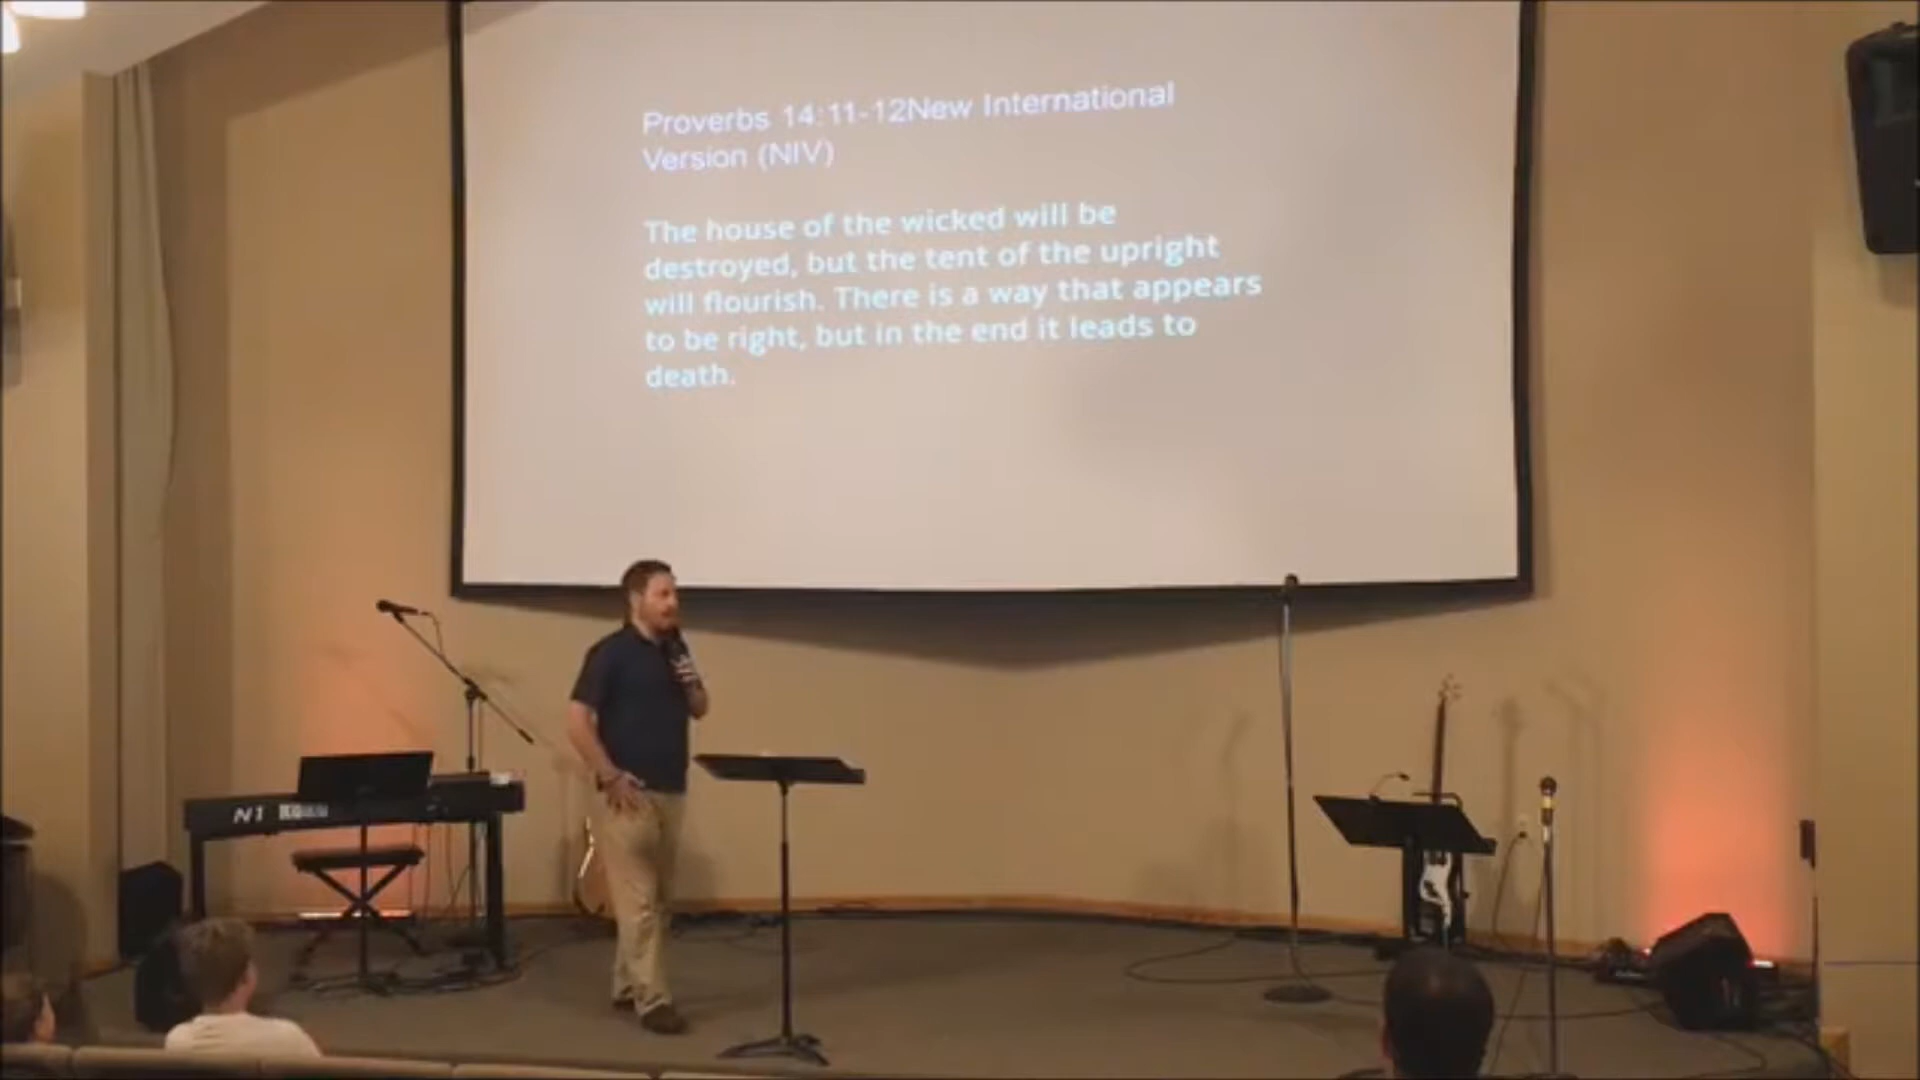 Proverbs 14:11-12New International
Version (NIV)
The house of the wicked will be
destroyed, but the tent of the upright
will flourish. There is a way that appears
to be right, but in the end it leads to
death.
N1